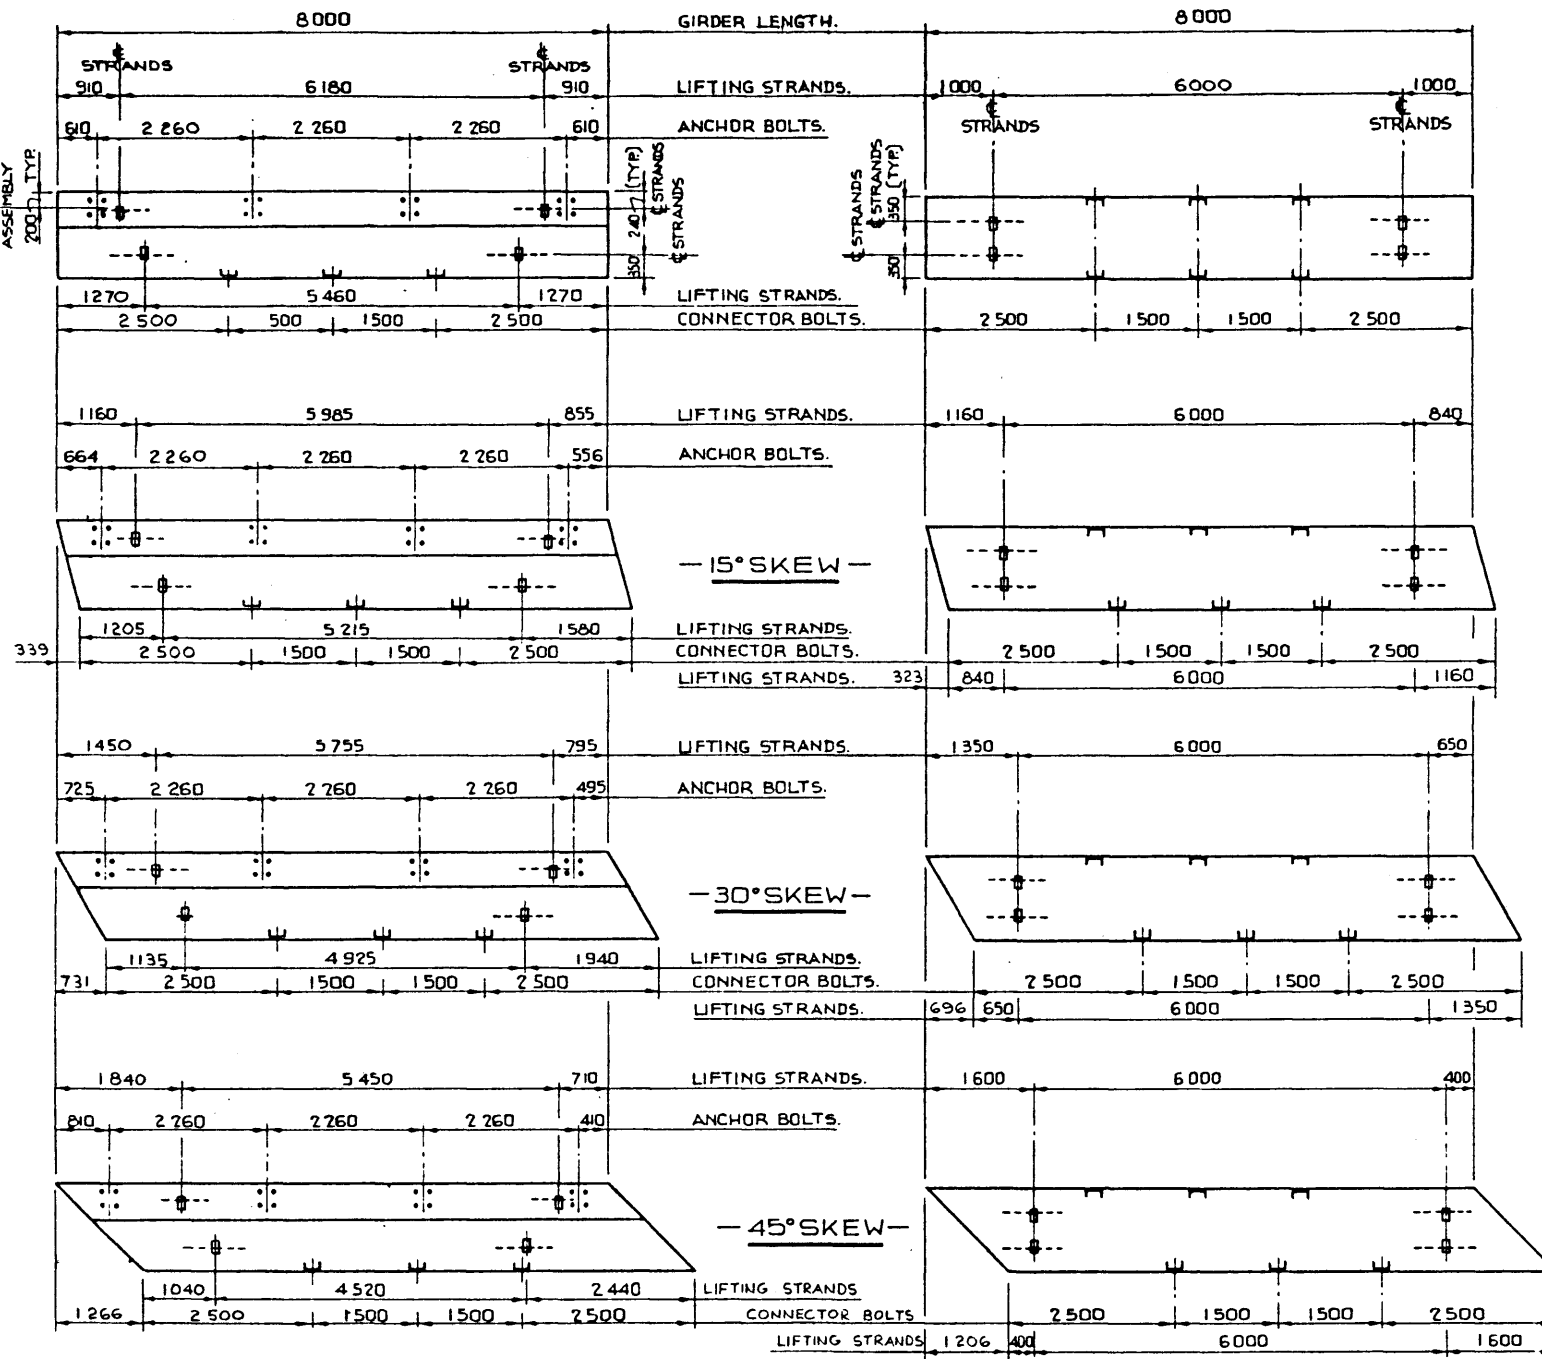 8000 GIRDER LENGTH. 8000
℄ STRANDS ℄ STRANDS
910 6180 910 LIFTING STRANDS. 1000 6000 1000
℄ STRANDS ℄ STRANDS
610 2260 2260 2260 610 ANCHOR BOLTS.
ASSEMBLY
200 TYP.
240 (TYP.)
℄ STRANDS
350
℄ STRANDS
℄ STRANDS
350 (TYP.)
℄ STRANDS
350
1270 5460 1270 LIFTING STRANDS.
2500 500 1500 2500 CONNECTOR BOLTS. 2500 1500 1500 2500
1160 5985 855 LIFTING STRANDS. 1160 6000 840
664 2260 2260 2260 556 ANCHOR BOLTS.
—15° SKEW—
1205 5215 1580 LIFTING STRANDS.
339 2500 1500 1500 2500 CONNECTOR BOLTS. 2500 1500 1500 2500
LIFTING STRANDS. 323 840 6000 1160
1450 5755 795 LIFTING STRANDS. 1350 6000 650
725 2260 2260 2260 495 ANCHOR BOLTS.
—30° SKEW—
1135 4925 1940 LIFTING STRANDS.
731 2500 1500 1500 2500 CONNECTOR BOLTS. 2500 1500 1500 2500
LIFTING STRANDS. 696 650 6000 1350
1840 5450 710 LIFTING STRANDS. 1600 6000 400
810 2260 2260 2260 410 ANCHOR BOLTS.
—45° SKEW—
1040 4520 2440 LIFTING STRANDS
1266 2500 1500 1500 2500 CONNECTOR BOLTS 2500 1500 1500 2500
LIFTING STRANDS 1206 400 6000 1600